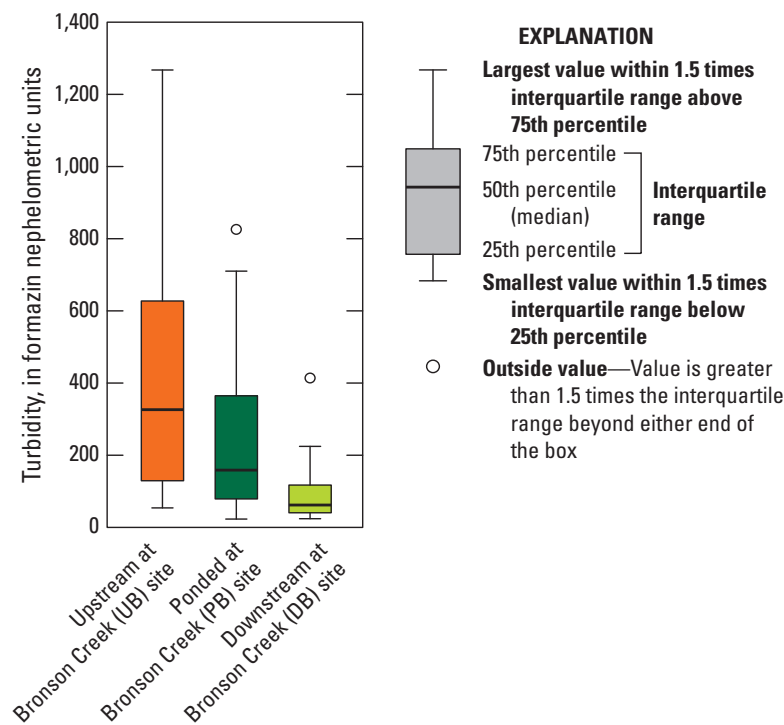 Turbidity, in formazin nephelometric units
1,400
1,200
1,000
800
600
400
200
0
Upstream at
Bronson Creek (UB) site
Ponded at
Bronson Creek (PB) site
Downstream at
Bronson Creek (DB) site
EXPLANATION
Largest value within 1.5 times
interquartile range above
75th percentile
75th percentile
50th percentile
(median)
25th percentile
Interquartile
range
Smallest value within 1.5 times
interquartile range below
25th percentile
Outside value—Value is greater
than 1.5 times the interquartile
range beyond either end of
the box